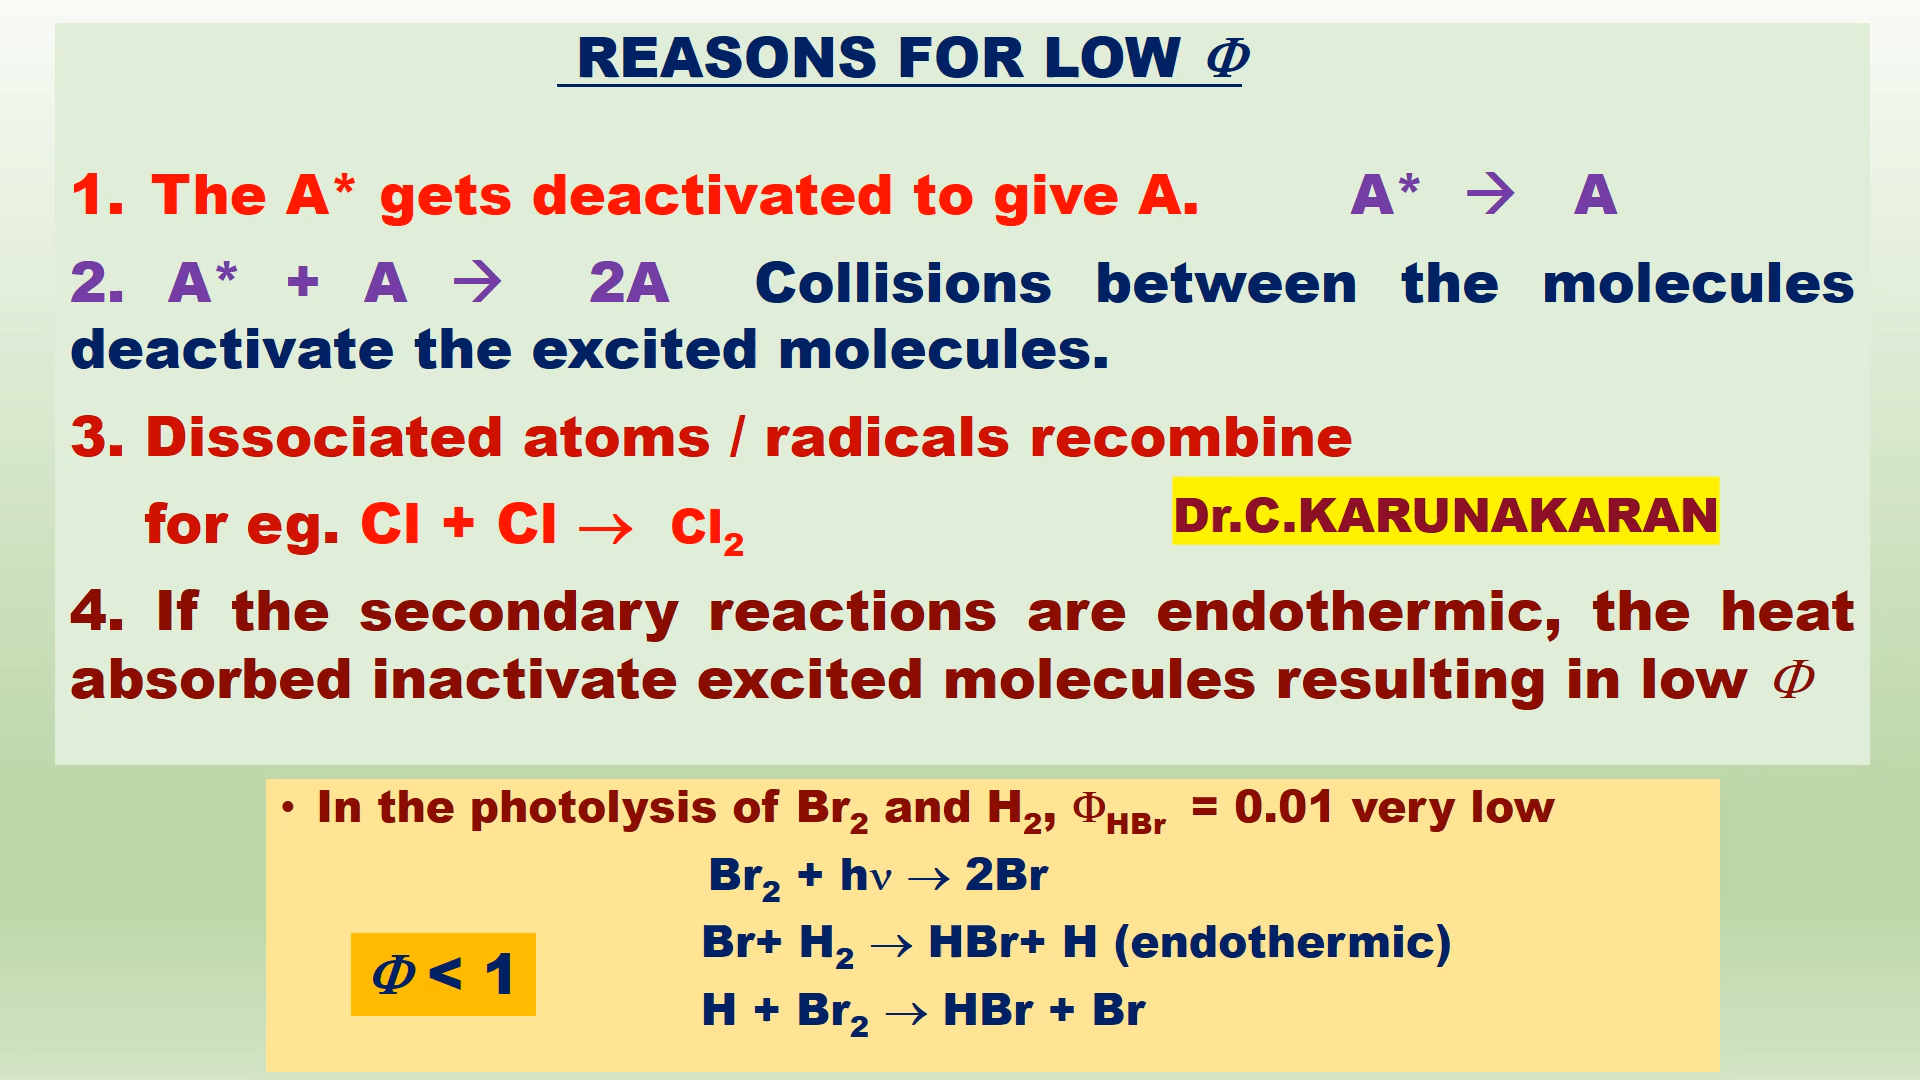 REASONS FOR LOW Φ
1. The A* gets deactivated to give A. A* → A
2. A* + A → 2A Collisions between the molecules
deactivate the excited molecules.
3. Dissociated atoms / radicals recombine
for eg. Cl + Cl → Cl₂
Dr.C.KARUNAKARAN
4. If the secondary reactions are endothermic, the heat
absorbed inactivate excited molecules resulting in low Φ
• In the photolysis of Br₂ and H₂, Φ_HBr = 0.01 very low
Br₂ + hν → 2Br
Br+ H₂ → HBr+ H (endothermic)
Φ < 1
H + Br₂ → HBr + Br